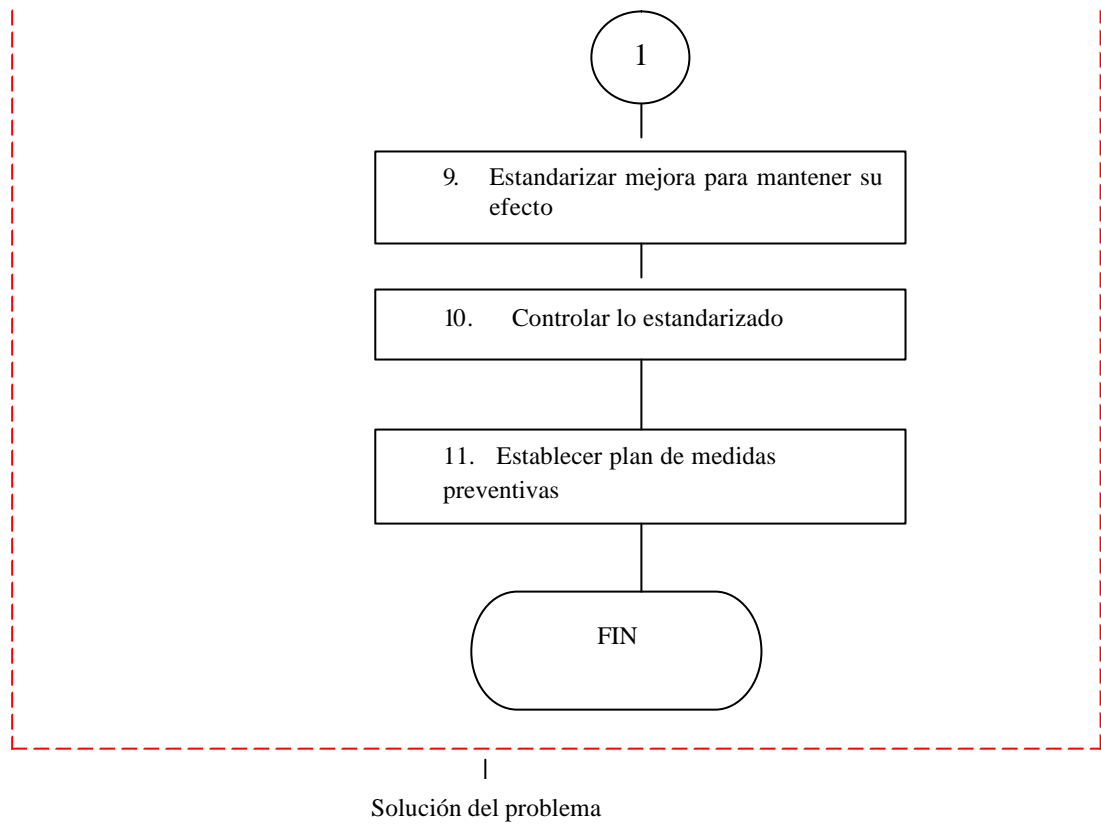 1
9. Estandarizar mejora para mantener su
efecto
10. Controlar lo estandarizado
11. Establecer plan de medidas
preventivas
FIN
Solución del problema